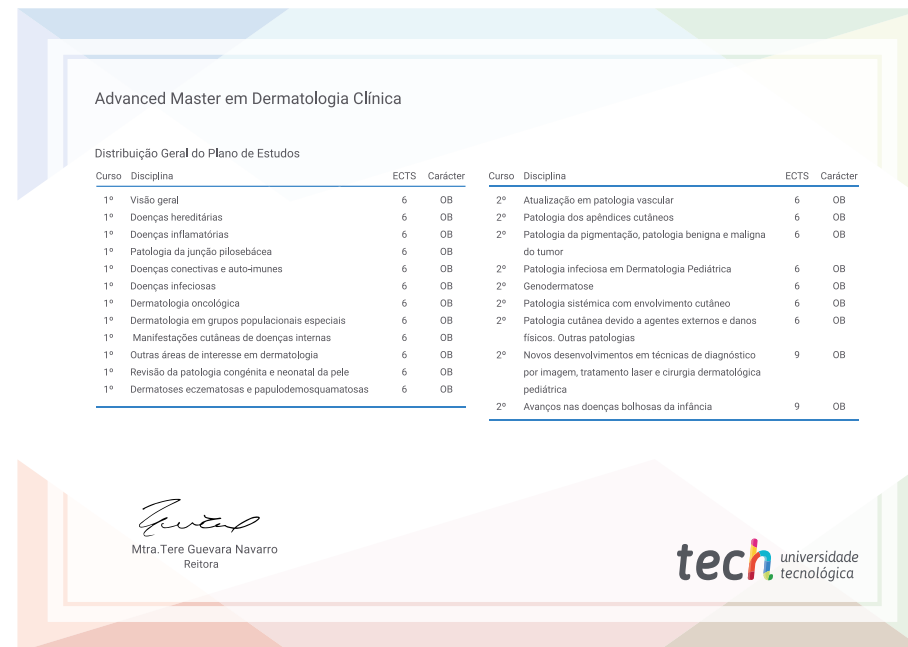 Advanced Master em Dermatologia Clínica
Distribuição Geral do Plano de Estudos
Curso Disciplina ECTS Carácter
1º Visão geral 6 OB
1º Doenças hereditárias 6 OB
1º Doenças inflamatórias 6 OB
1º Patologia da junção pilosebácea 6 OB
1º Doenças conectivas e auto-imunes 6 OB
1º Doenças infeciosas 6 OB
1º Dermatologia oncológica 6 OB
1º Dermatologia em grupos populacionais especiais 6 OB
1º Manifestações cutâneas de doenças internas 6 OB
1º Outras áreas de interesse em dermatologia 6 OB
1º Revisão da patologia congénita e neonatal da pele 6 OB
1º Dermatoses eczematosas e papulodemosquamatosas 6 OB
Curso Disciplina ECTS Carácter
2º Atualização em patologia vascular 6 OB
2º Patologia dos apêndices cutâneos 6 OB
2º Patologia da pigmentação, patologia benigna e maligna 6 OB
do tumor
2º Patologia infeciosa em Dermatologia Pediátrica 6 OB
2º Genodermatose 6 OB
2º Patologia sistémica com envolvimento cutâneo 6 OB
2º Patologia cutânea devido a agentes externos e danos 6 OB
físicos. Outras patologias
2º Novos desenvolvimentos em técnicas de diagnóstico 9 OB
por imagem, tratamento laser e cirurgia dermatológica
pediátrica
2º Avanços nas doenças bolhosas da infância 9 OB
Mtra.Tere Guevara Navarro
Reitora
tech universidade
tecnológica